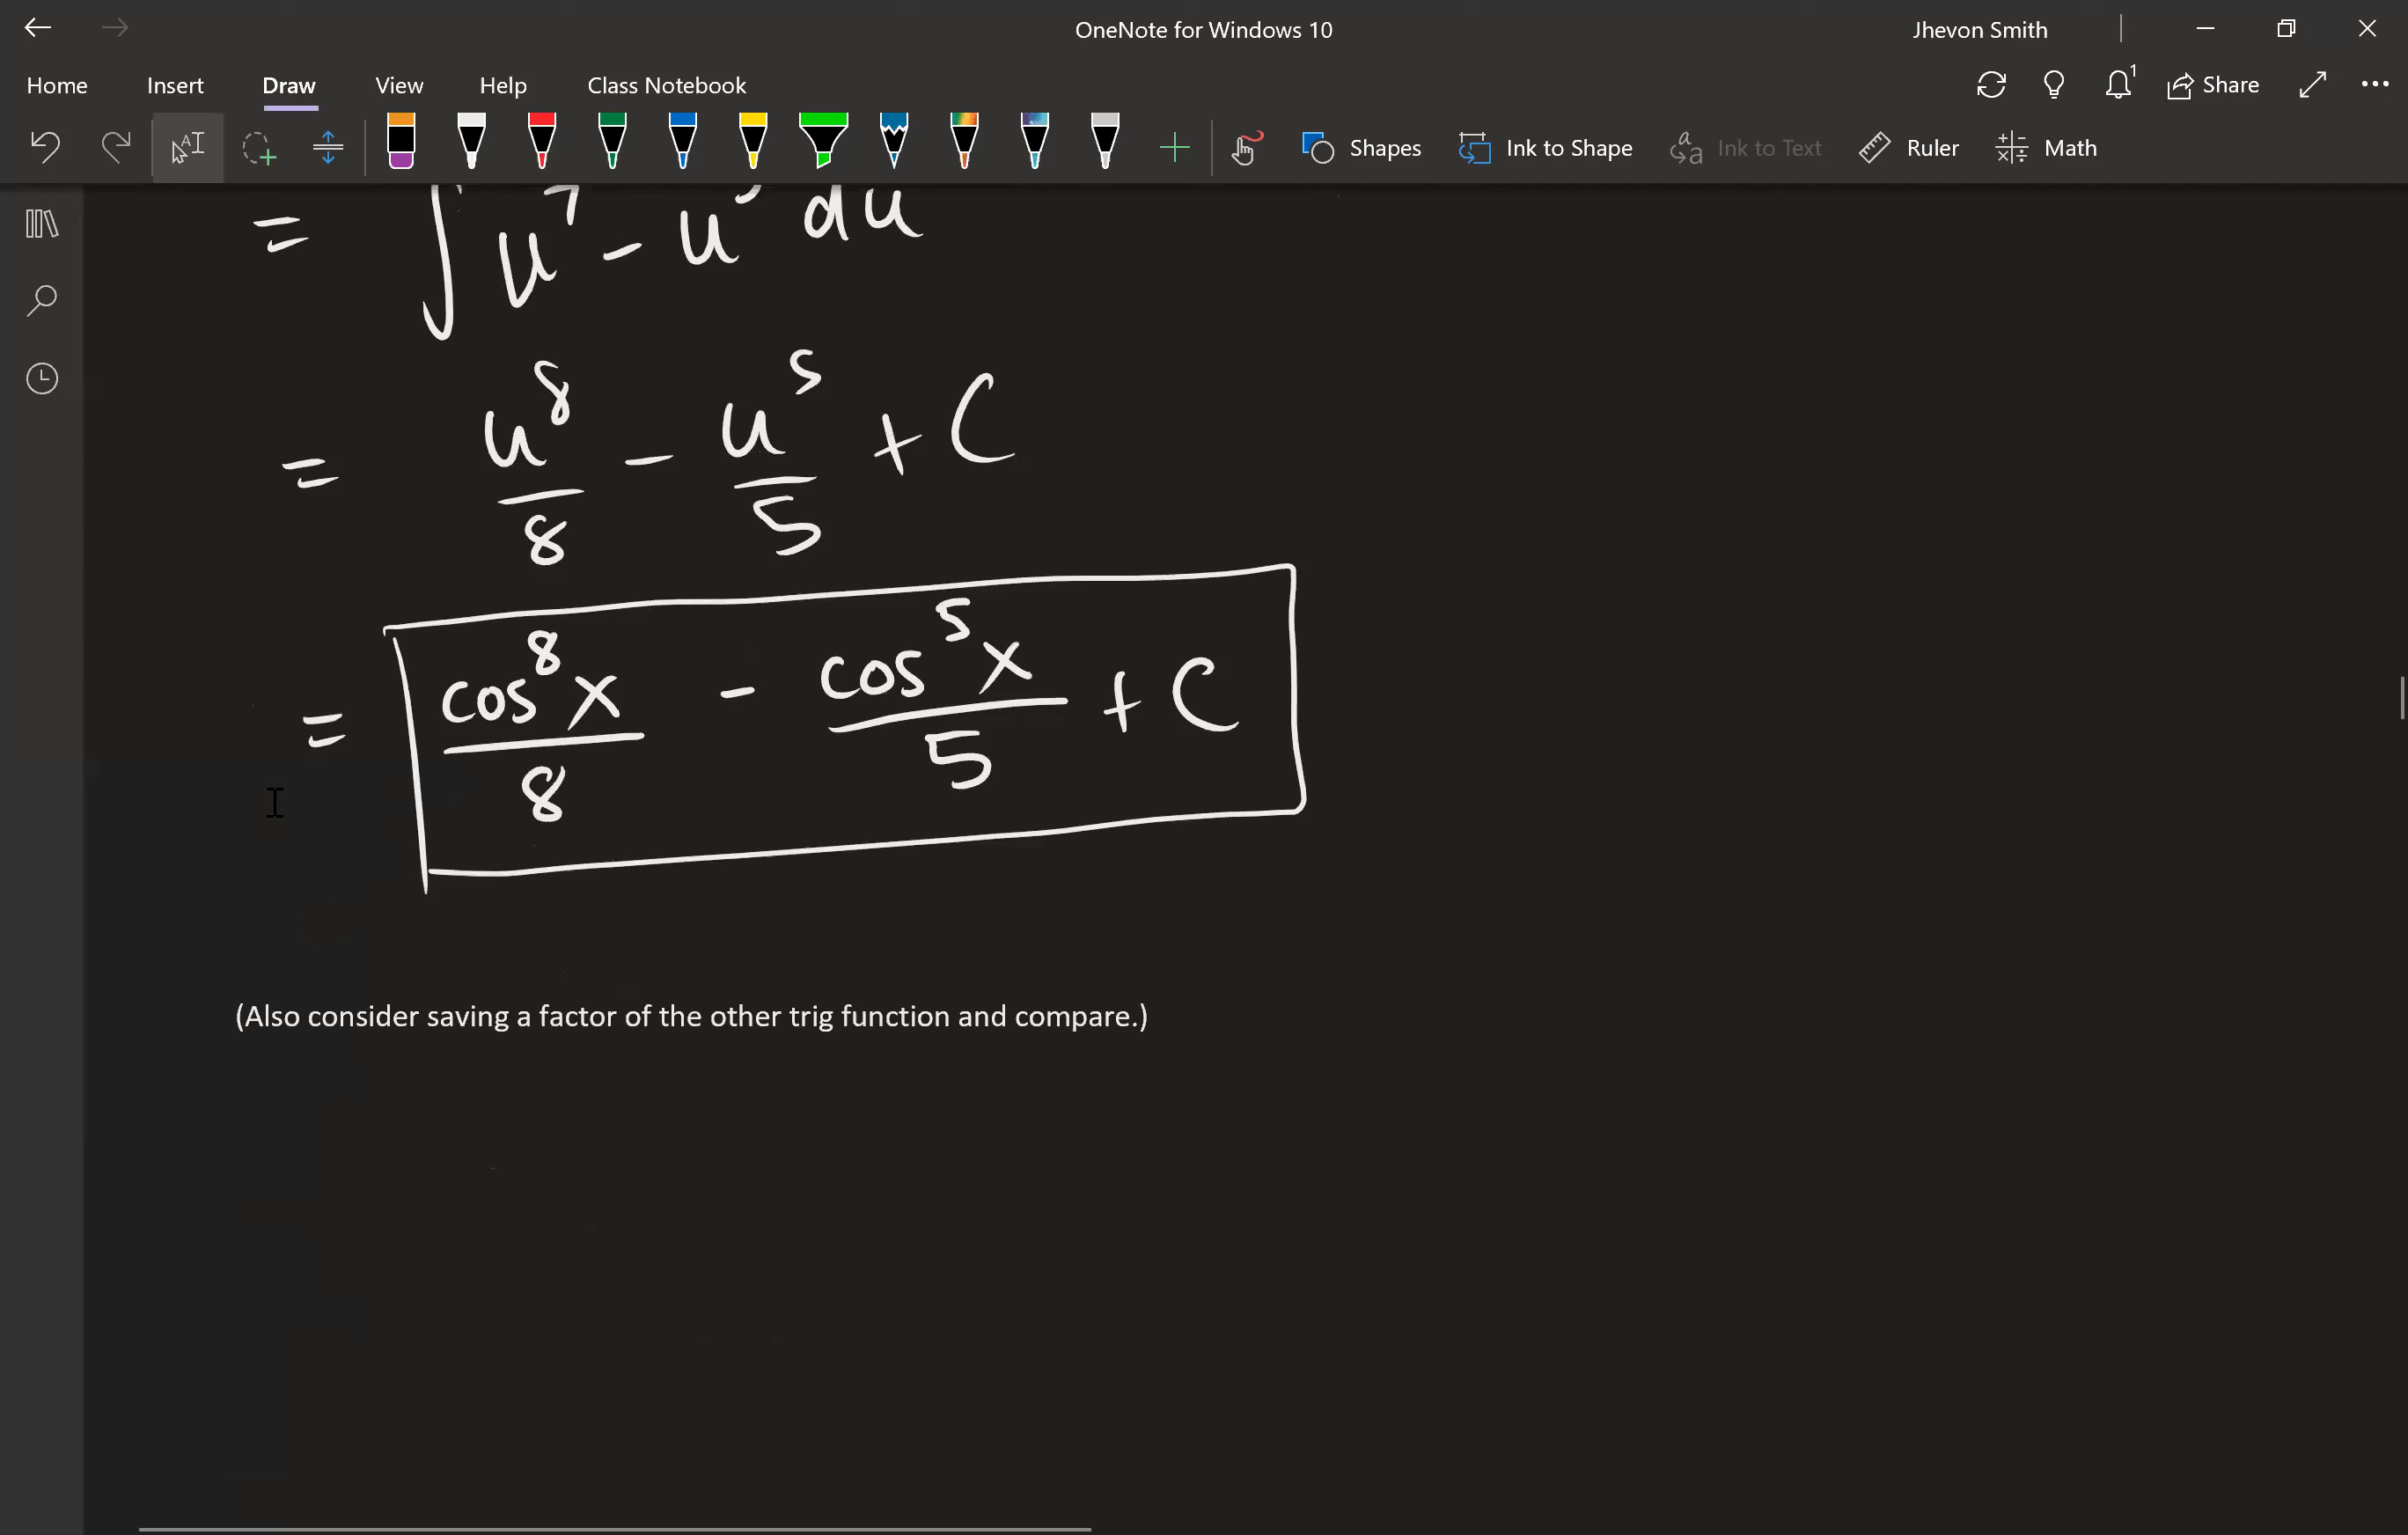 OneNote for Windows 10
Jhevon Smith
Home Insert Draw View Help Class Notebook
1 Share
Shapes Ink to Shape Ink to Text Ruler Math
= ∫ u⁷ - u du
= u⁸/8 - u⁵/5 + C
= cos⁸x/8 - cos⁵x/5 + C
(Also consider saving a factor of the other trig function and compare.)